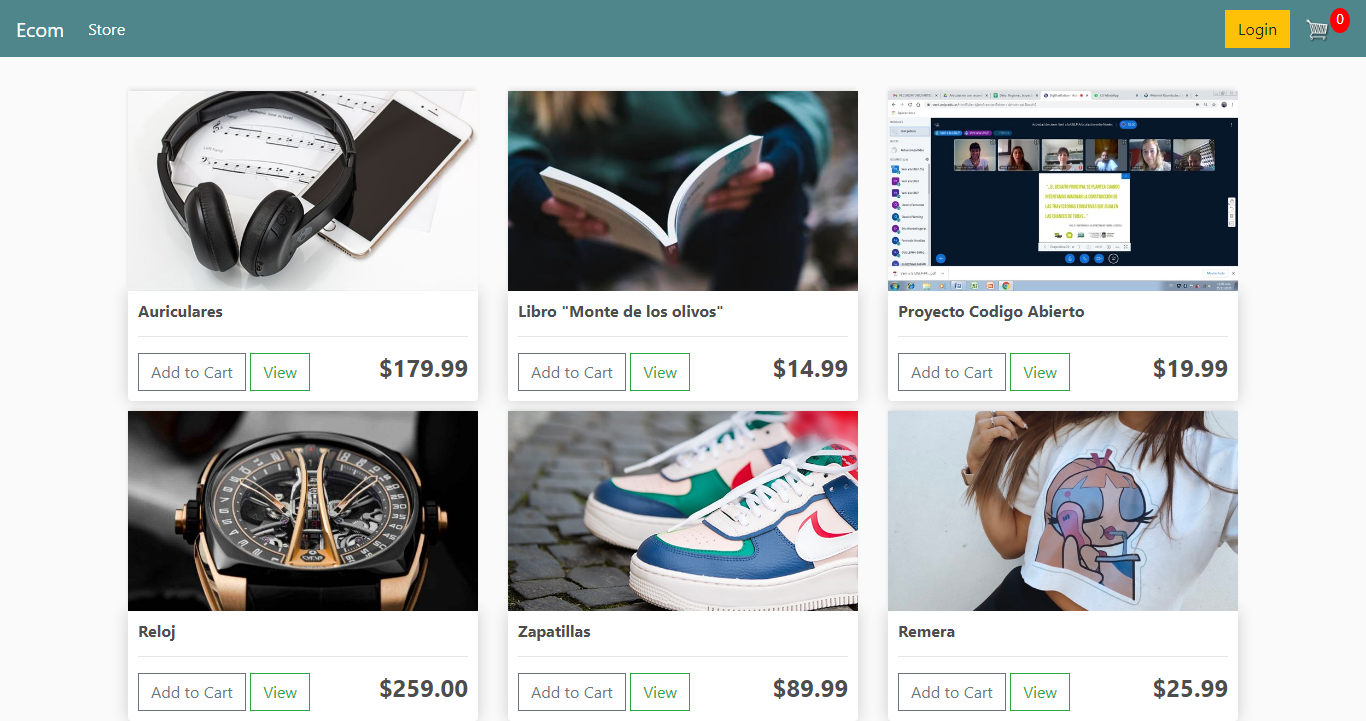 Ecom
Store
Login
0
Auriculares
Add to Cart
View
$179.99
Libro "Monte de los olivos"
Add to Cart
View
$14.99
Proyecto Codigo Abierto
Add to Cart
View
$19.99
Reloj
Add to Cart
View
$259.00
Zapatillas
Add to Cart
View
$89.99
Remera
Add to Cart
View
$25.99